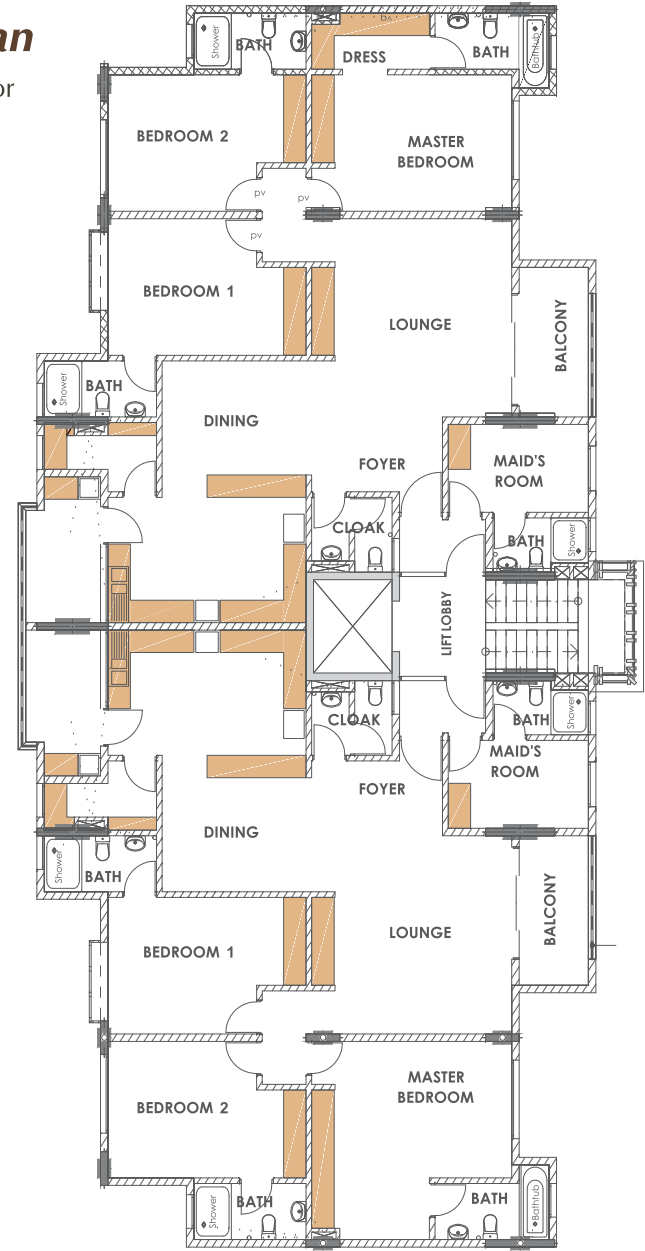 an
or
Shower
BATH
pv
DRESS
BATH
Bathtub
BEDROOM 2
MASTER
BEDROOM
pv
pv
pv
BEDROOM 1
LOUNGE
BALCONY
Shower
BATH
DINING
FOYER
MAID'S
ROOM
CLOAK
BATH
Shower
LIFT LOBBY
CLOAK
BATH
Shower
MAID'S
ROOM
FOYER
DINING
Shower
BATH
BALCONY
LOUNGE
BEDROOM 1
MASTER
BEDROOM
BEDROOM 2
Shower
BATH
BATH
Bathtub